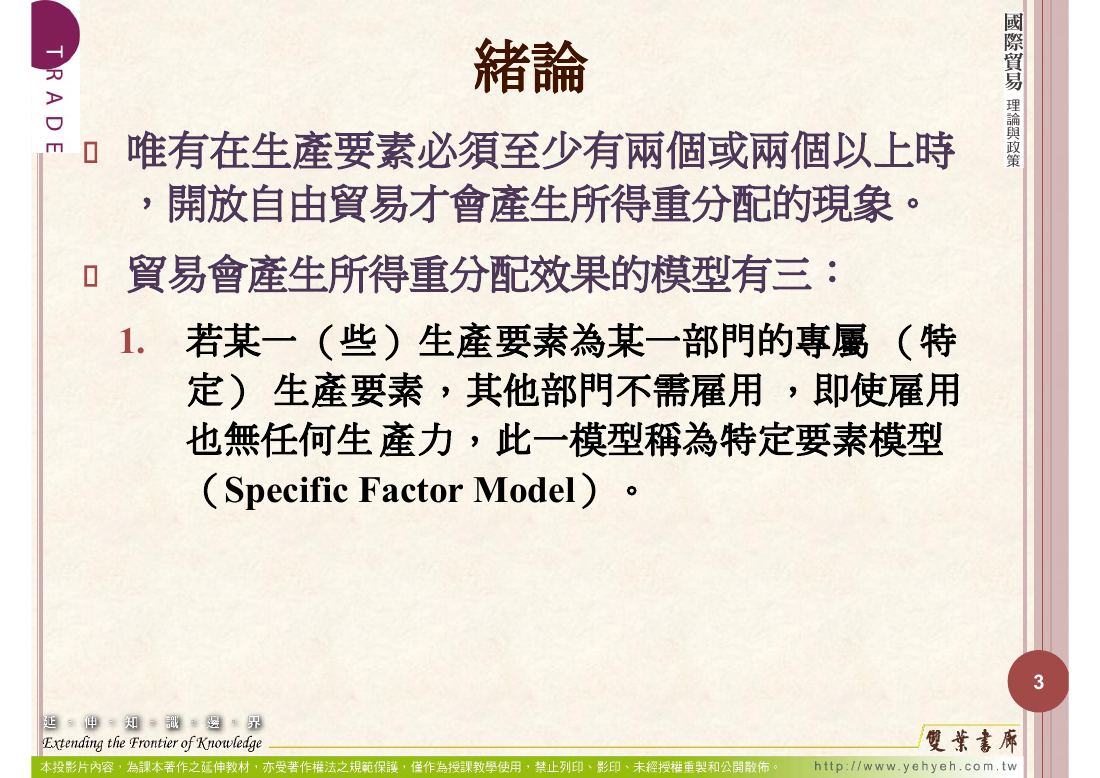 TRADE
國際貿易 理論與政策
緒論
唯有在生產要素必須至少有兩個或兩個以上時
，開放自由貿易才會產生所得重分配的現象。
貿易會產生所得重分配效果的模型有三：
1. 若某一（些）生產要素為某一部門的專屬（特
定）生產要素，其他部門不需雇用，即使雇用
也無任何生產力，此一模型稱為特定要素模型
（Specific Factor Model）。
3
延‧伸‧知‧識‧邊‧界
Extending the Frontier of Knowledge
雙葉書廊
本投影片內容，為課本著作之延伸教材，亦受著作權法之規範保護，僅作為授課教學使用，禁止列印、影印、未經授權重製和公開散佈。
http://www.yehyeh.com.tw